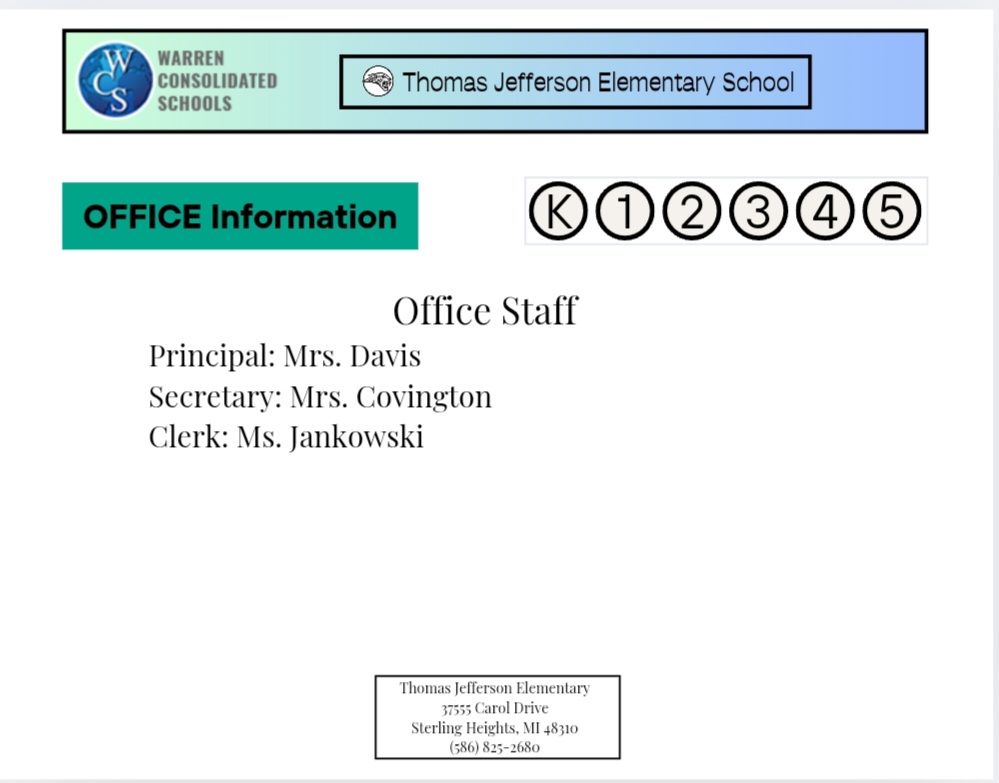 WCS
WARREN
CONSOLIDATED
SCHOOLS
Thomas Jefferson Elementary School
OFFICE Information
K 1 2 3 4 5
Office Staff
Principal: Mrs. Davis
Secretary: Mrs. Covington
Clerk: Ms. Jankowski
Thomas Jefferson Elementary
37555 Carol Drive
Sterling Heights, MI 48310
(586) 825-2680